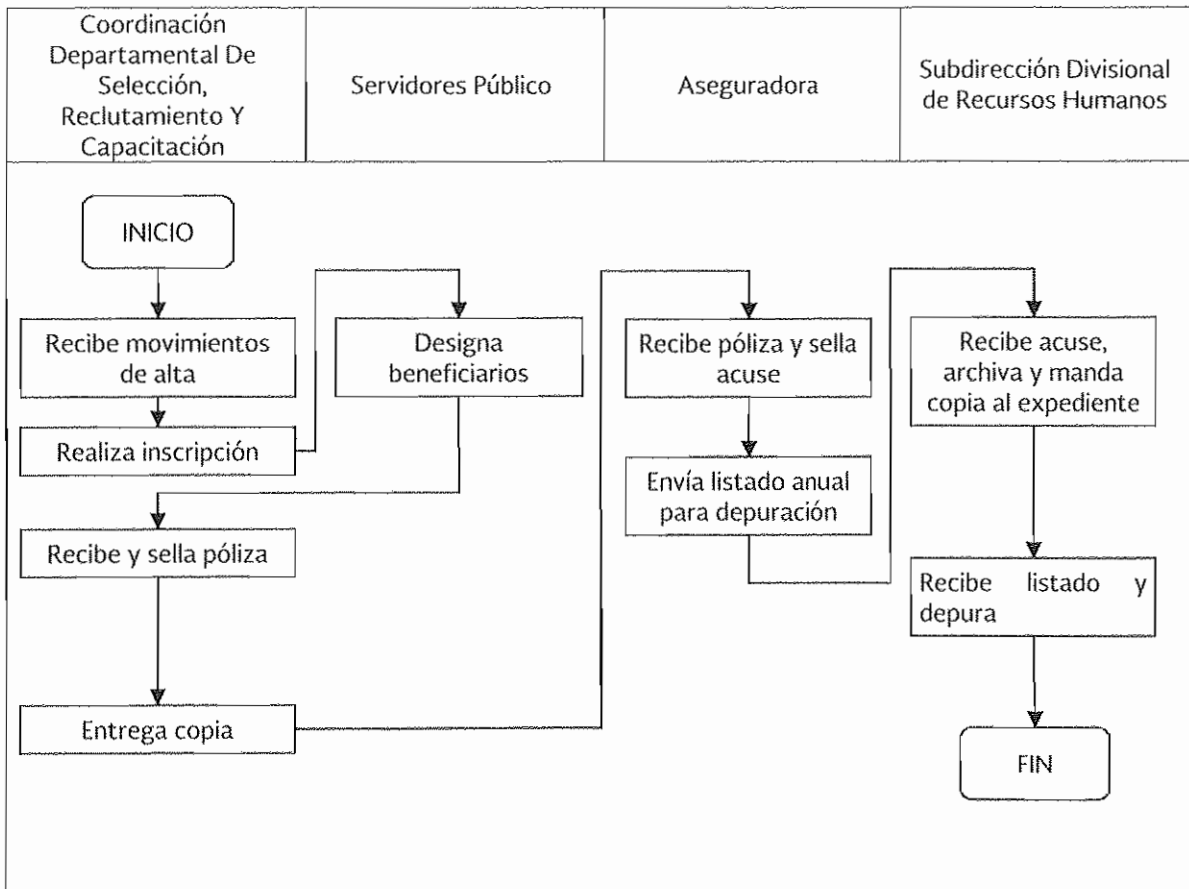 Coordinación
Departamental De
Selección,
Reclutamiento Y
Capacitación
Servidores Público
Aseguradora
Subdirección Divisional
de Recursos Humanos
INICIO
Recibe movimientos
de alta
Realiza inscripción
Recibe y sella póliza
Entrega copia
Designa
beneficiarios
Recibe póliza y sella
acuse
Envía listado anual
para depuración
Recibe acuse,
archiva y manda
copia al expediente
Recibe listado y
depura
FIN